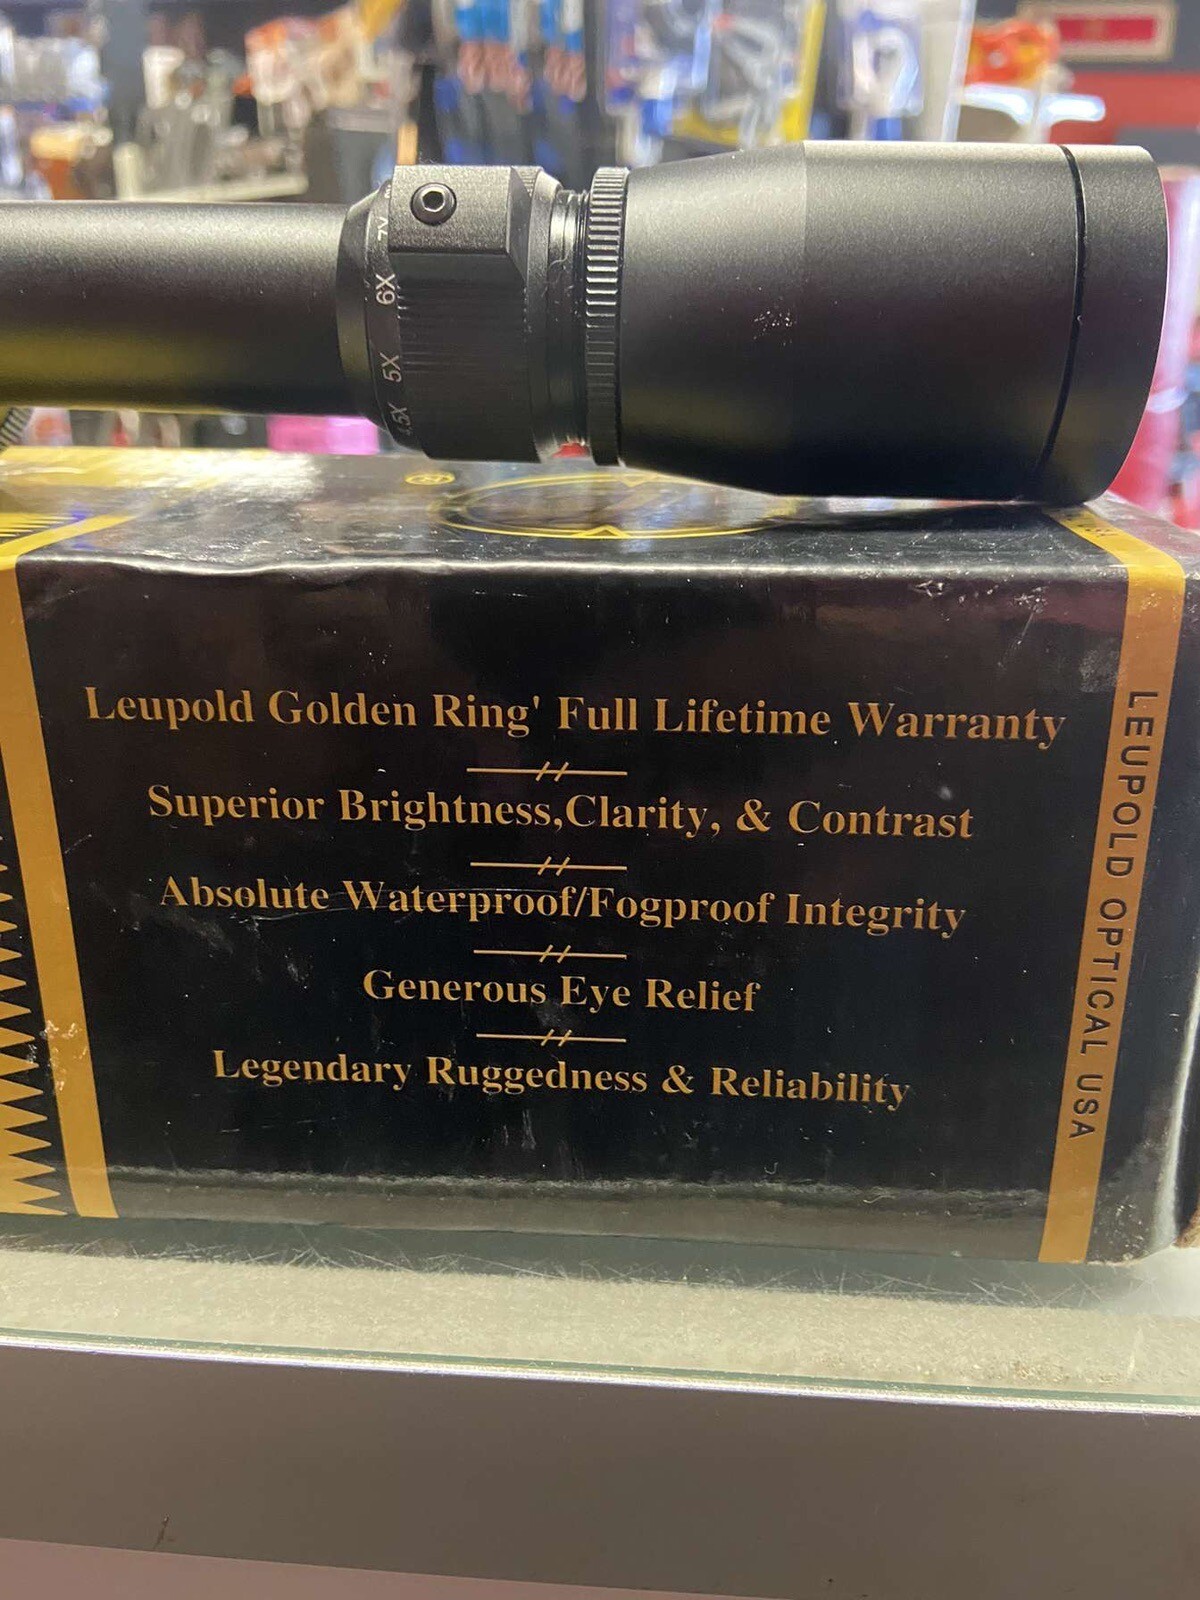 7X
6X
5X
4.5X
Leupold Golden Ring' Full Lifetime Warranty
Superior Brightness,Clarity, & Contrast
Absolute Waterproof/Fogproof Integrity
Generous Eye Relief
Legendary Ruggedness & Reliability
LEUPOLD OPTICAL USA